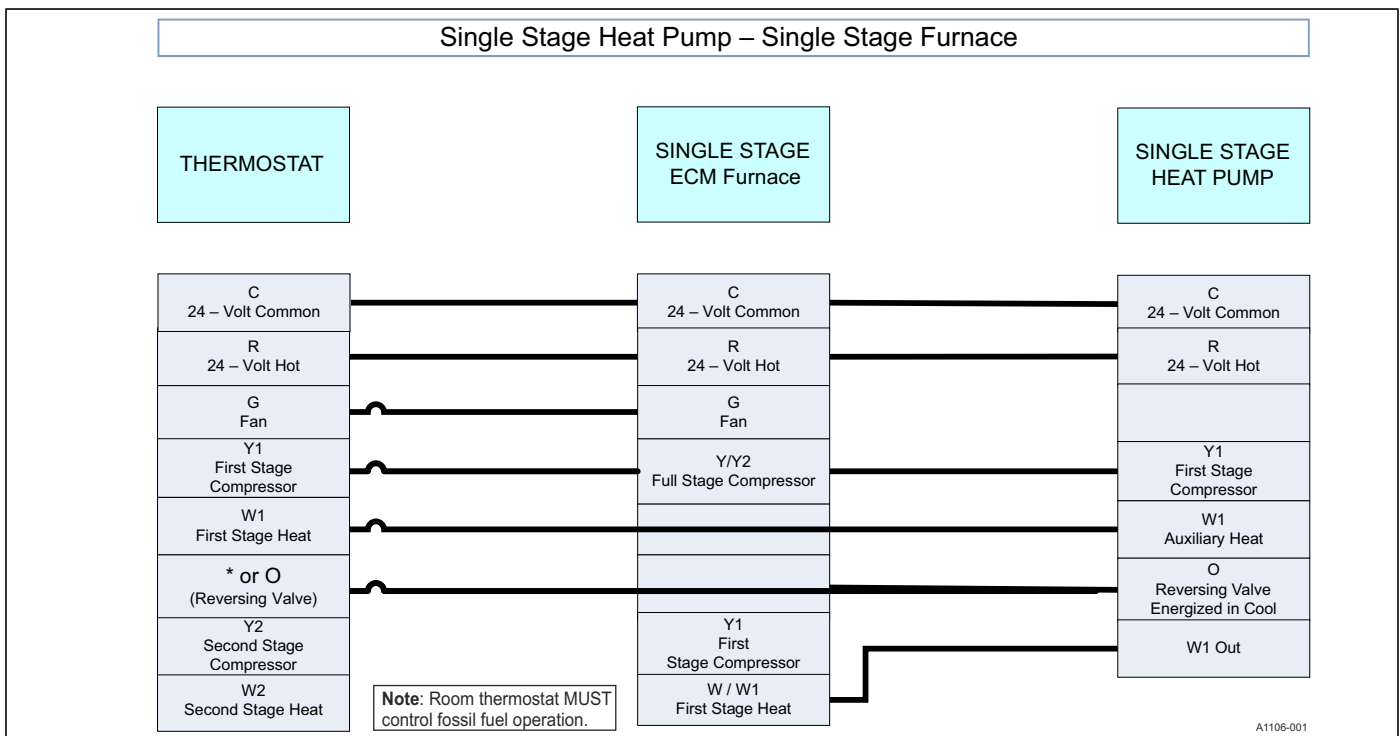 Single Stage Heat Pump – Single Stage Furnace
THERMOSTAT
SINGLE STAGE
ECM Furnace
SINGLE STAGE
HEAT PUMP
C
24 – Volt Common
R
24 – Volt Hot
G
Fan
Y1
First Stage
Compressor
W1
First Stage Heat
* or O
(Reversing Valve)
Y2
Second Stage
Compressor
W2
Second Stage Heat
C
24 – Volt Common
R
24 – Volt Hot
G
Fan
Y/Y2
Full Stage Compressor
Y1
First
Stage Compressor
W / W1
First Stage Heat
C
24 – Volt Common
R
24 – Volt Hot
Y1
First Stage
Compressor
W1
Auxiliary Heat
O
Reversing Valve
Energized in Cool
W1 Out
Note: Room thermostat MUST
control fossil fuel operation.
A1106-001